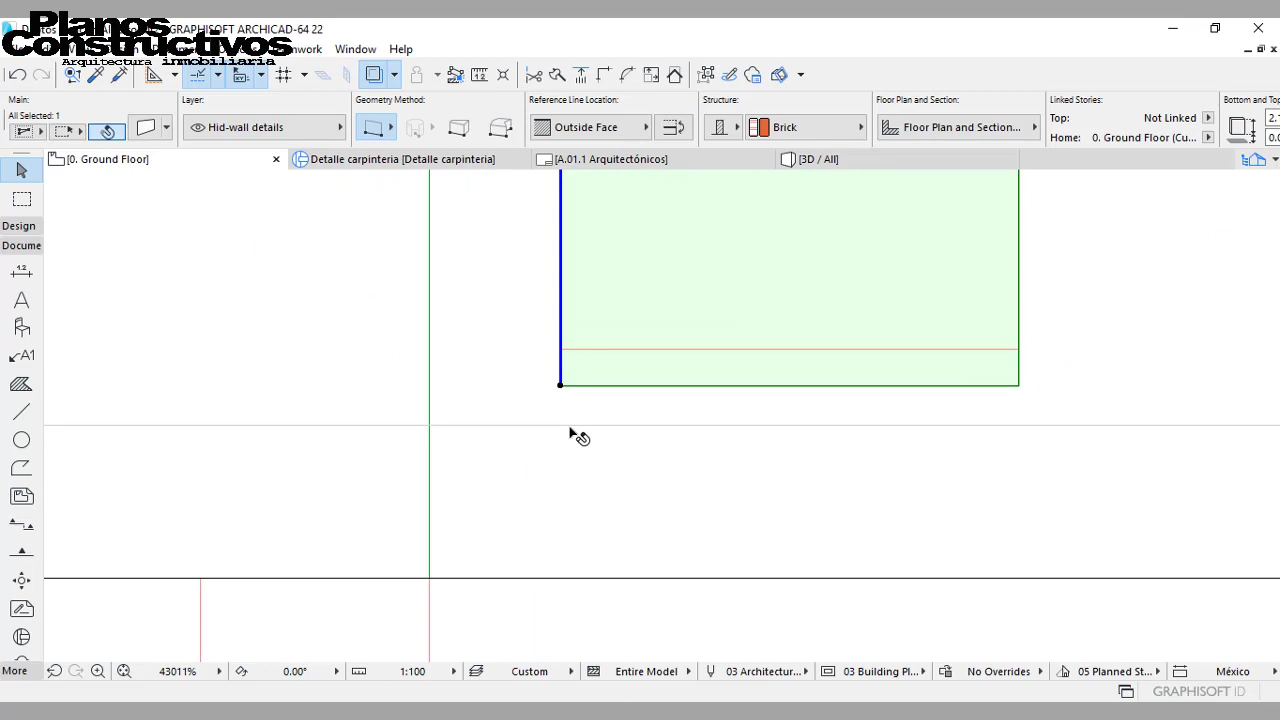 Planos
Constructivos
Arquitectura inmobiliaria
GRAPHISOFT ARCHICAD-64 22
Window Help
Main:
All Selected: 1
Layer:
Hid-wall details
Geometry Method:
Reference Line Location:
Outside Face
Structure:
Brick
Floor Plan and Section:
Floor Plan and Section...
Linked Stories:
Top: Not Linked
Home: 0. Ground Floor (Cu...
Bottom and Top
[0. Ground Floor]
Detalle carpinteria [Detalle carpinteria]
[A.01.1 Arquitectónicos]
[3D / All]
Design
Docume
1.2
A
A1
More
43011%
0.00°
1:100
Custom
Entire Model
03 Architectur...
03 Building Pl...
No Overrides
05 Planned St...
México
GRAPHISOFT ID